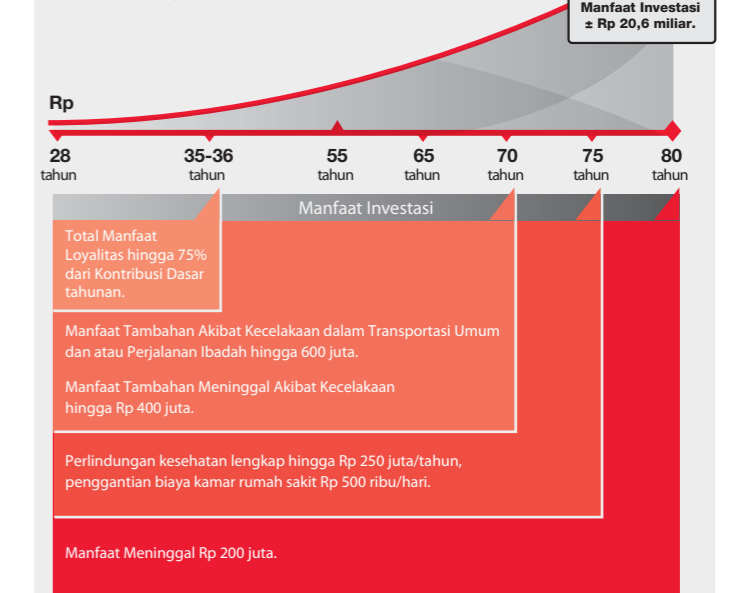 Manfaat Investasi
± Rp 20,6 miliar.
Rp
28 35-36 55 65 70 75 80
tahun tahun tahun tahun tahun tahun tahun
Manfaat Investasi
Total Manfaat
Loyalitas hingga 75%
dari Kontribusi Dasar
tahunan.
Manfaat Tambahan Akibat Kecelakaan dalam Transportasi Umum
dan atau Perjalanan Ibadah hingga 600 juta.
Manfaat Tambahan Meninggal Akibat Kecelakaan
hingga Rp 400 juta.
Perlindungan kesehatan lengkap hingga Rp 250 juta/tahun,
penggantian biaya kamar rumah sakit Rp 500 ribu/hari.
Manfaat Meninggal Rp 200 juta.